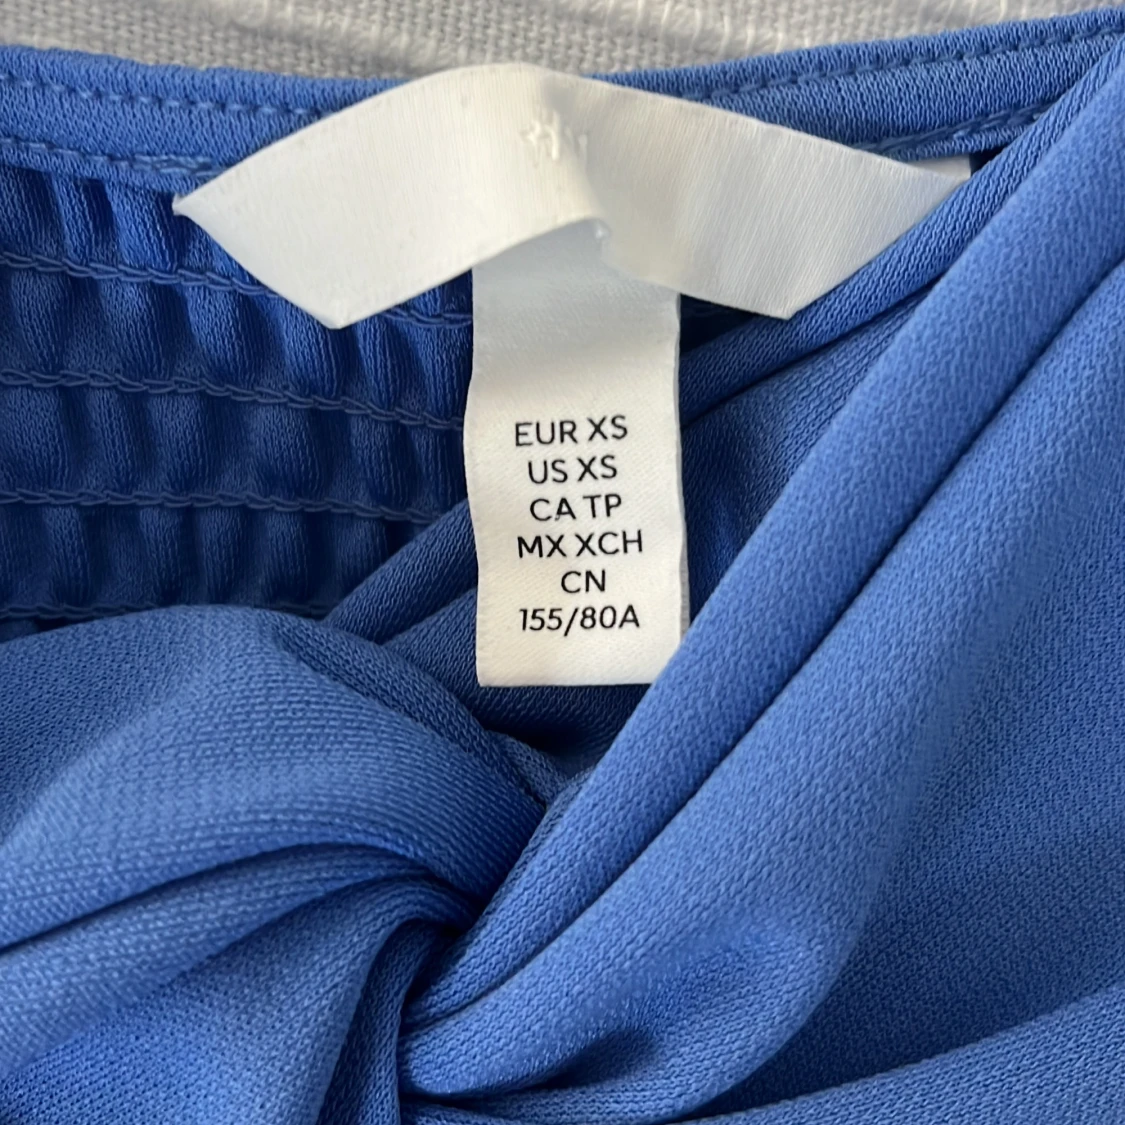 EUR XS
US XS
CA TP
MX XCH
CN
155/80A